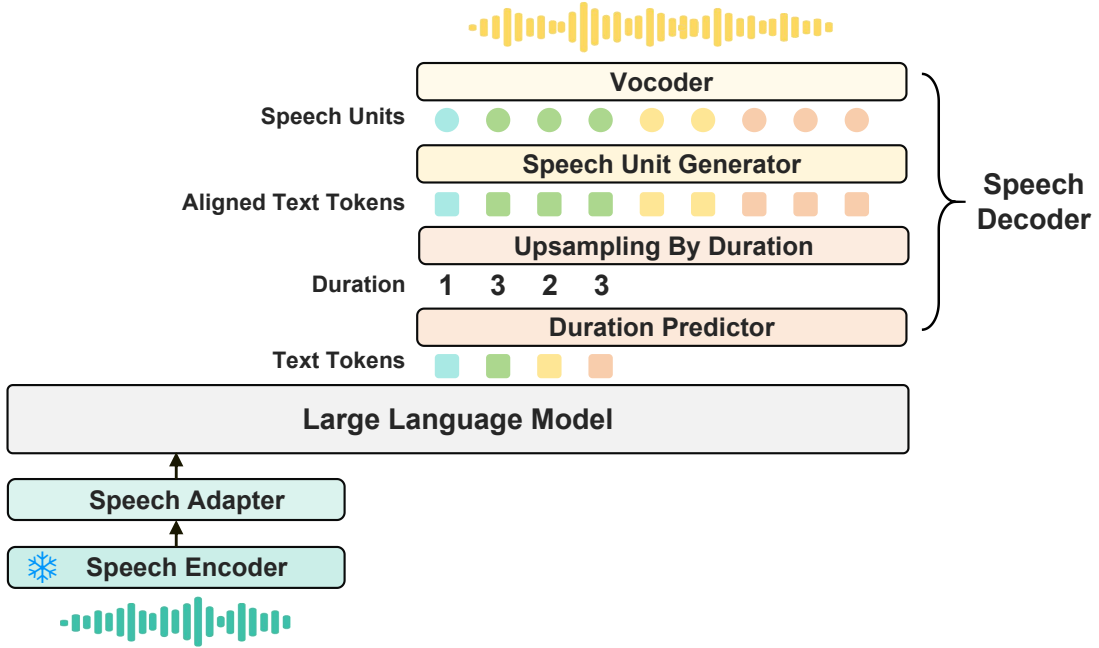 Vocoder
Speech Units
Speech Unit Generator
Aligned Text Tokens
Upsampling By Duration
Duration 1 3 2 3
Duration Predictor
Text Tokens
Speech
Decoder
Large Language Model
Speech Adapter
Speech Encoder